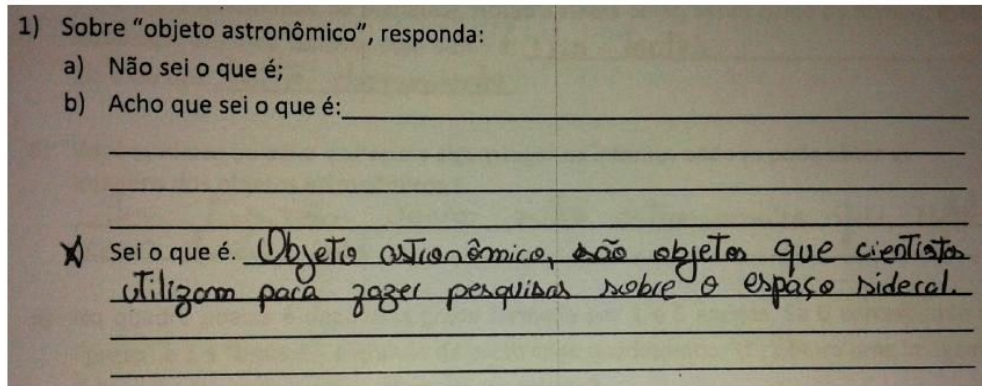 1) Sobre "objeto astronômico", responda:
a) Não sei o que é;
b) Acho que sei o que é:
Sei o que é. Objeto astronômico, são objetos que cientistas
utilizam para fazer pesquisas sobre o espaço sideral.